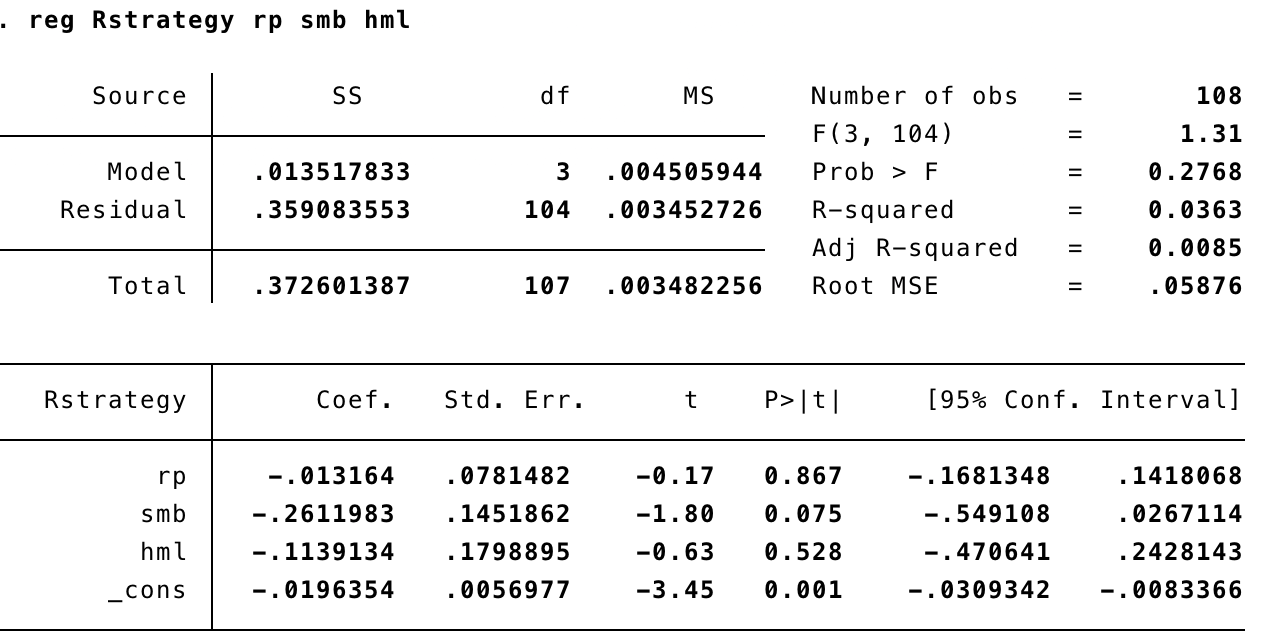 . reg Rstrategy rp smb hml
Source SS df MS Number of obs = 108
F(3, 104) = 1.31
Model .013517833 3 .004505944 Prob > F = 0.2768
Residual .359083553 104 .003452726 R-squared = 0.0363
Adj R-squared = 0.0085
Total .372601387 107 .003482256 Root MSE = .05876
Rstrategy Coef. Std. Err. t P>|t| [95% Conf. Interval]
rp -.013164 .0781482 -0.17 0.867 -.1681348 .1418068
smb -.2611983 .1451862 -1.80 0.075 -.549108 .0267114
hml -.1139134 .1798895 -0.63 0.528 -.470641 .2428143
_cons -.0196354 .0056977 -3.45 0.001 -.0309342 -.0083366